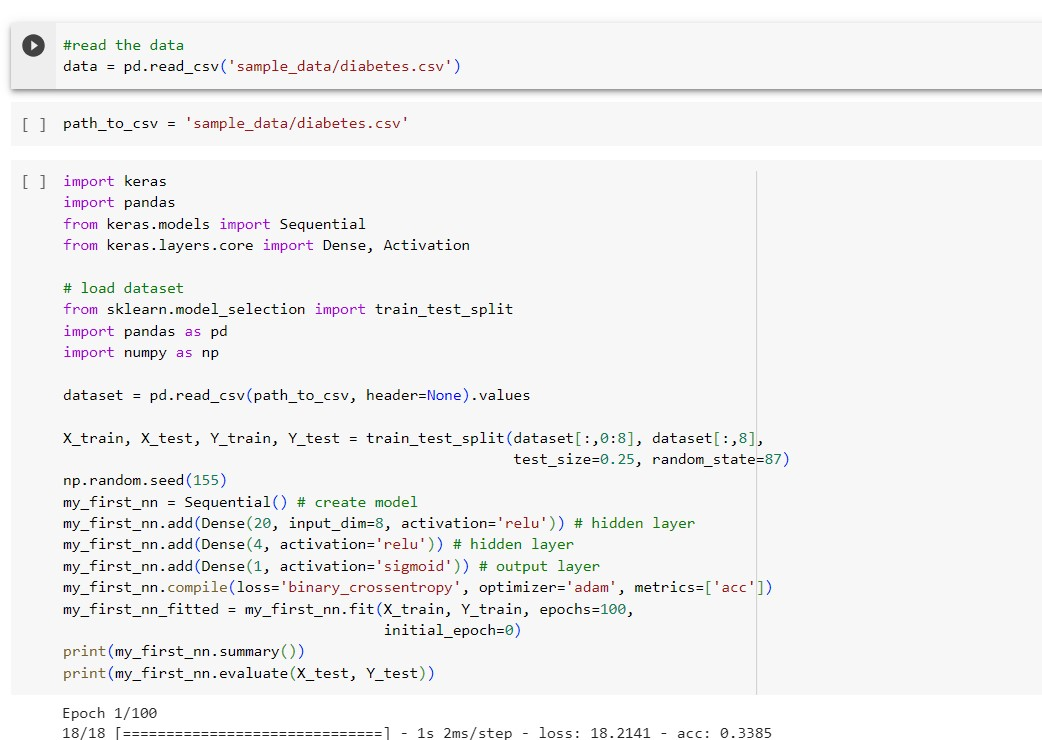 #read the data
data = pd.read_csv('sample_data/diabetes.csv')
[ ] path_to_csv = 'sample_data/diabetes.csv'
[ ] import keras
import pandas
from keras.models import Sequential
from keras.layers.core import Dense, Activation
# load dataset
from sklearn.model_selection import train_test_split
import pandas as pd
import numpy as np
dataset = pd.read_csv(path_to_csv, header=None).values
X_train, X_test, Y_train, Y_test = train_test_split(dataset[:,0:8], dataset[:,8],
test_size=0.25, random_state=87)
np.random.seed(155)
my_first_nn = Sequential() # create model
my_first_nn.add(Dense(20, input_dim=8, activation='relu')) # hidden layer
my_first_nn.add(Dense(4, activation='relu')) # hidden layer
my_first_nn.add(Dense(1, activation='sigmoid')) # output layer
my_first_nn.compile(loss='binary_crossentropy', optimizer='adam', metrics=['acc'])
my_first_nn_fitted = my_first_nn.fit(X_train, Y_train, epochs=100,
initial_epoch=0)
print(my_first_nn.summary())
print(my_first_nn.evaluate(X_test, Y_test))
Epoch 1/100
18/18 [==============================] - 1s 2ms/step - loss: 18.2141 - acc: 0.3385